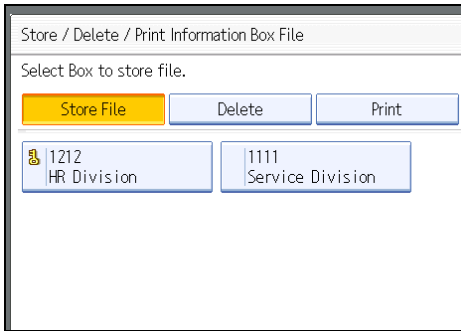 Store / Delete / Print Information Box File
Select Box to store file.
Store File Delete Print
1212 1111
HR Division Service Division